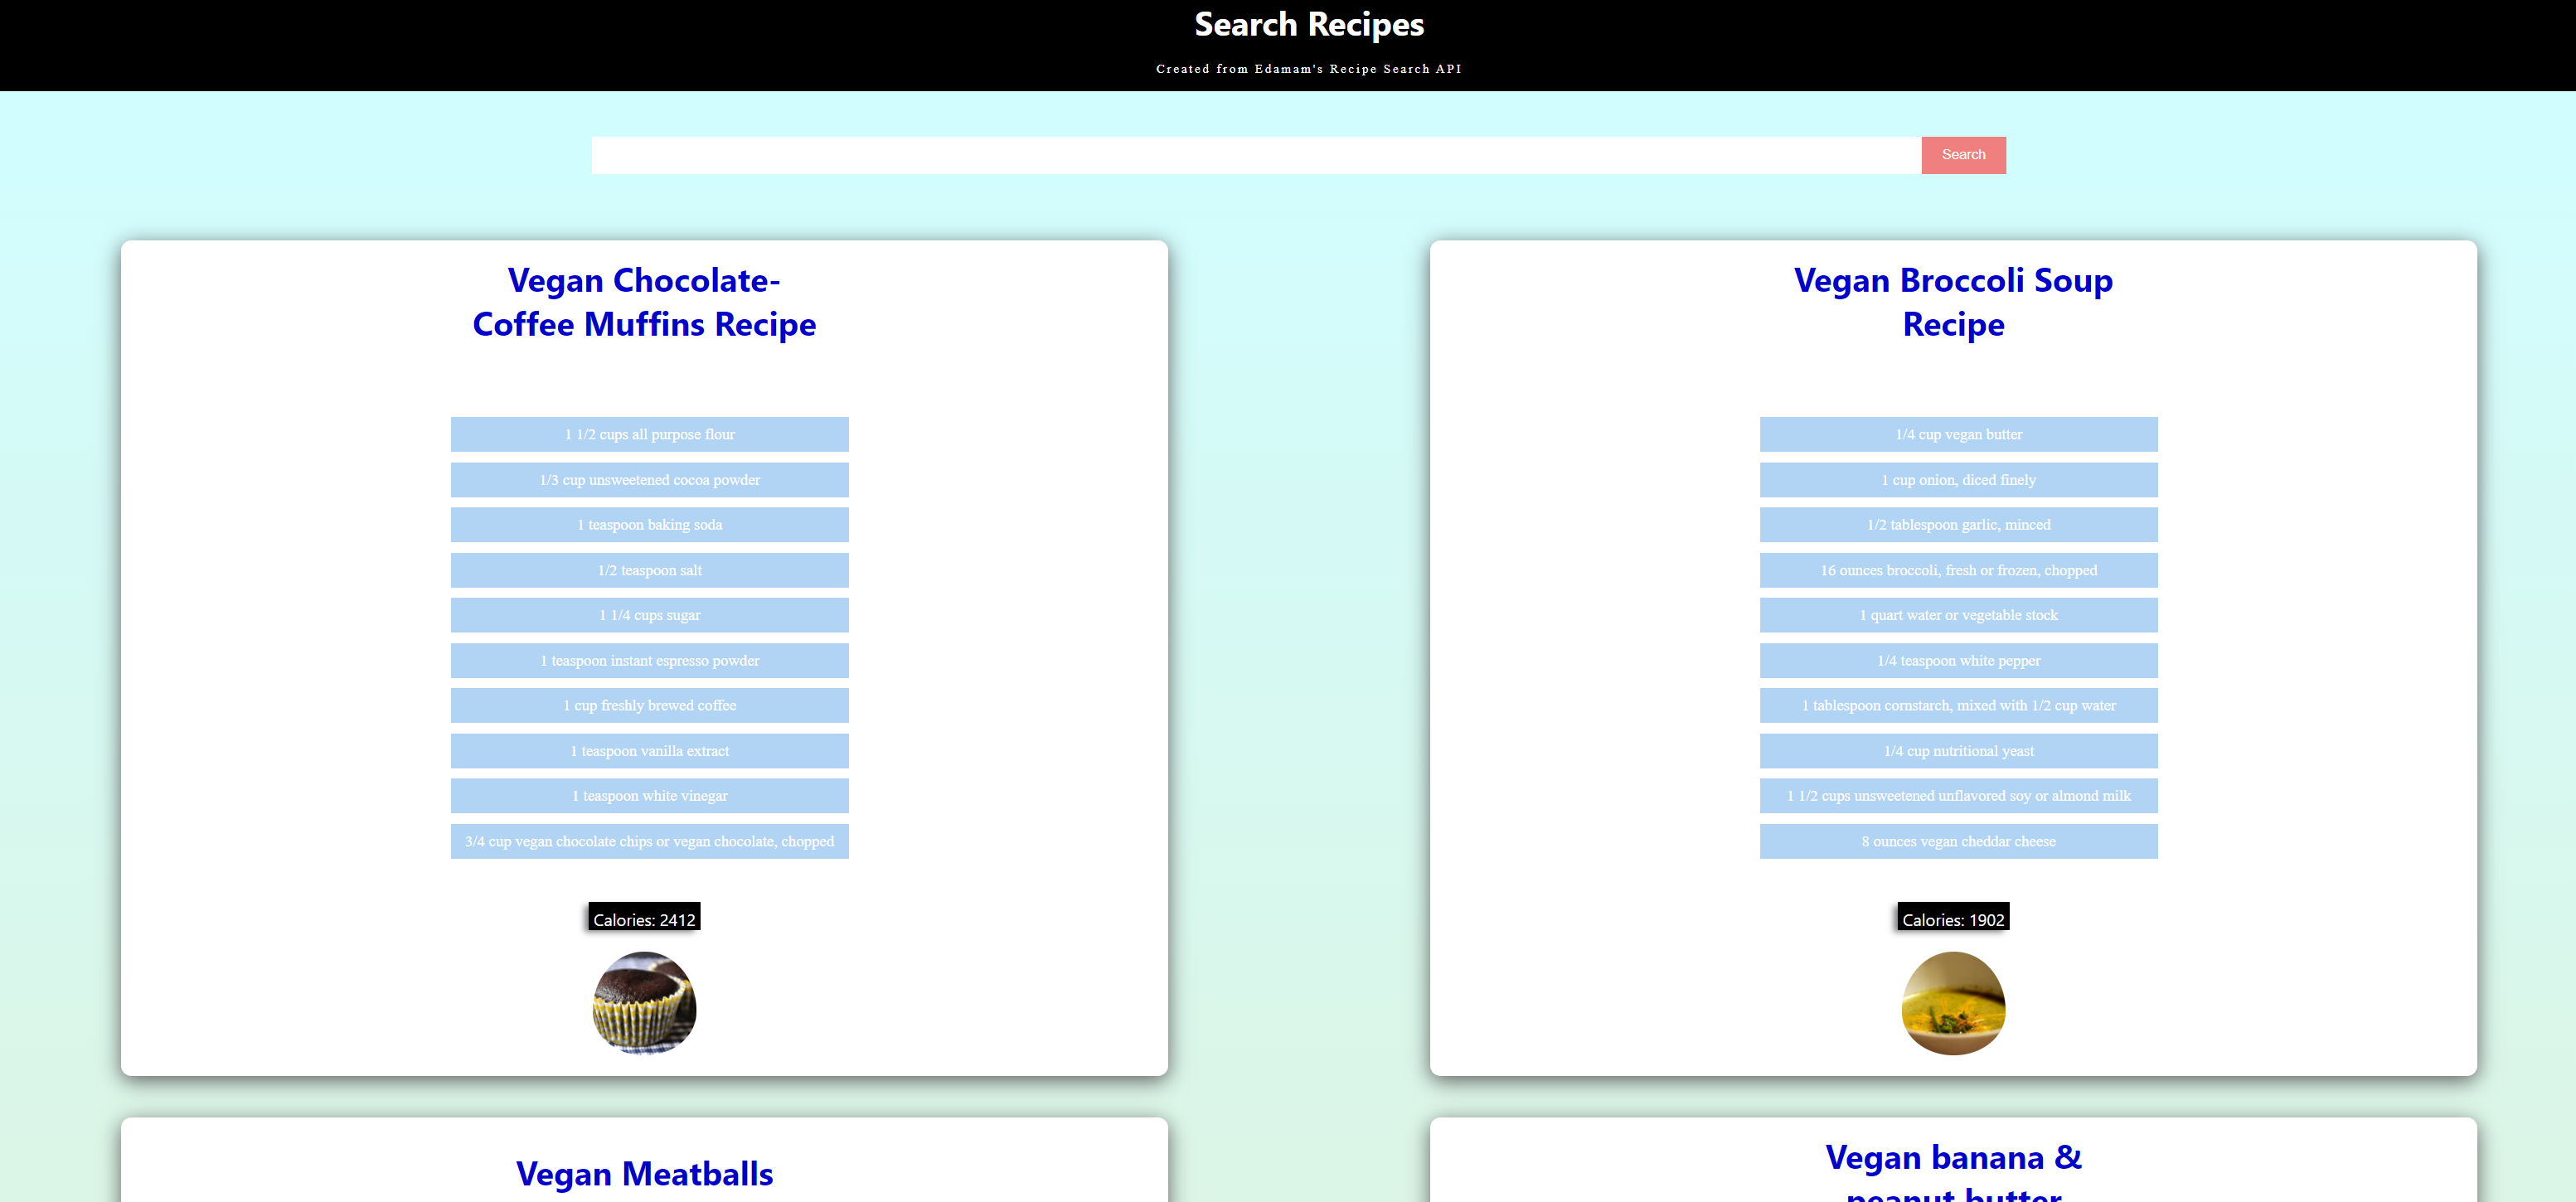 Search Recipes
Created from Edamam's Recipe Search API
Search
Vegan Chocolate-
Coffee Muffins Recipe
1 1/2 cups all purpose flour
1/3 cup unsweetened cocoa powder
1 teaspoon baking soda
1/2 teaspoon salt
1 1/4 cups sugar
1 teaspoon instant espresso powder
1 cup freshly brewed coffee
1 teaspoon vanilla extract
1 teaspoon white vinegar
3/4 cup vegan chocolate chips or vegan chocolate, chopped
Calories: 2412
Vegan Broccoli Soup
Recipe
1/4 cup vegan butter
1 cup onion, diced finely
1/2 tablespoon garlic, minced
16 ounces broccoli, fresh or frozen, chopped
1 quart water or vegetable stock
1/4 teaspoon white pepper
1 tablespoon cornstarch, mixed with 1/2 cup water
1/4 cup nutritional yeast
1 1/2 cups unsweetened unflavored soy or almond milk
8 ounces vegan cheddar cheese
Calories: 1902
Vegan Meatballs
Vegan banana &
peanut butter